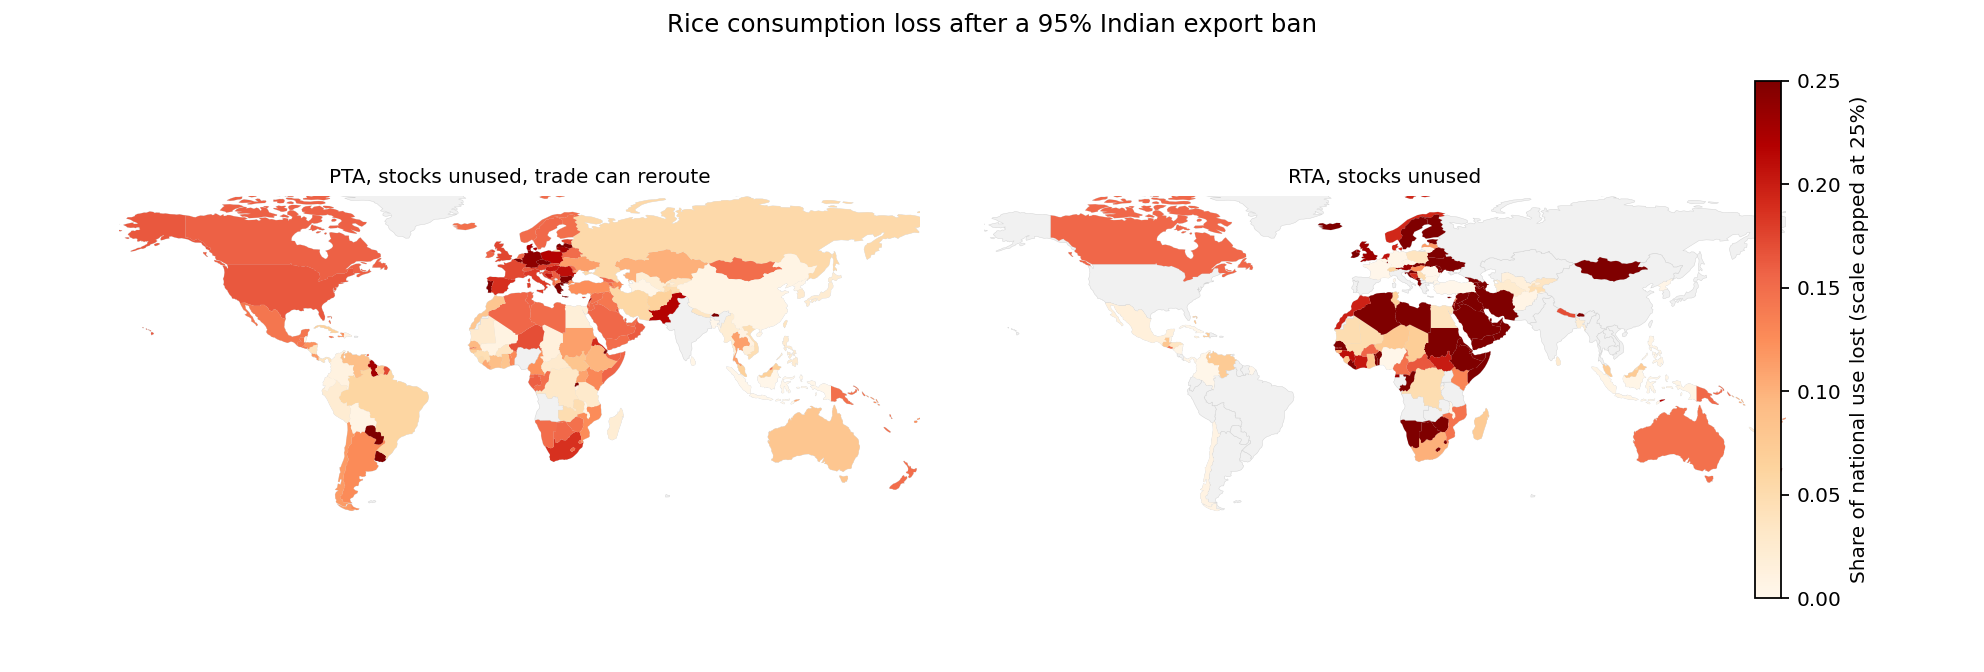 Rice consumption loss after a 95% Indian export ban
PTA, stocks unused, trade can reroute
RTA, stocks unused
0.25
0.20
0.15
0.10
0.05
0.00
Share of national use lost (scale capped at 25%)